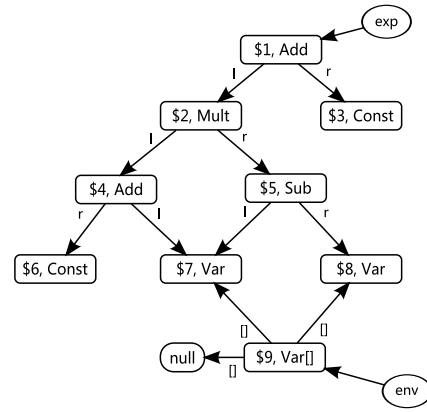 exp
$1, Add
l r
$2, Mult $3, Const
l r
$4, Add $5, Sub
r l l r
$6, Const $7, Var $8, Var
[] []
null [] $9, Var[]
env